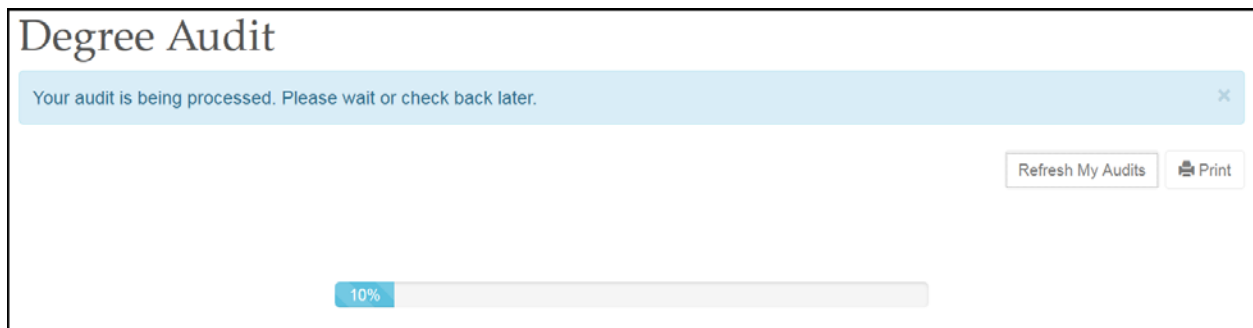 Degree Audit
Your audit is being processed. Please wait or check back later. ×
Refresh My Audits Print
10%